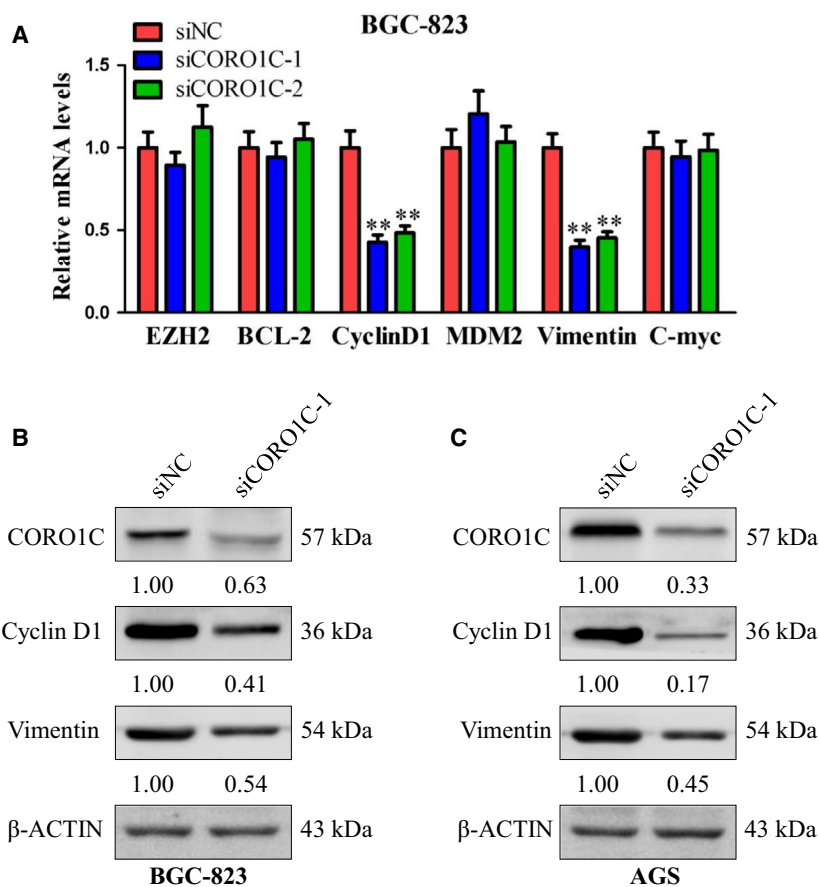 A
BGC-823
siNC
siCORO1C-1
siCORO1C-2
Relative mRNA levels
1.5
1.0
0.5
0.0
** **
** **
EZH2 BCL-2 CyclinD1 MDM2 Vimentin C-myc
B
siNC siCORO1C-1
CORO1C 57 kDa
1.00 0.63
Cyclin D1 36 kDa
1.00 0.41
Vimentin 54 kDa
1.00 0.54
β-ACTIN 43 kDa
BGC-823
C
siNC siCORO1C-1
CORO1C 57 kDa
1.00 0.33
Cyclin D1 36 kDa
1.00 0.17
Vimentin 54 kDa
1.00 0.45
β-ACTIN 43 kDa
AGS